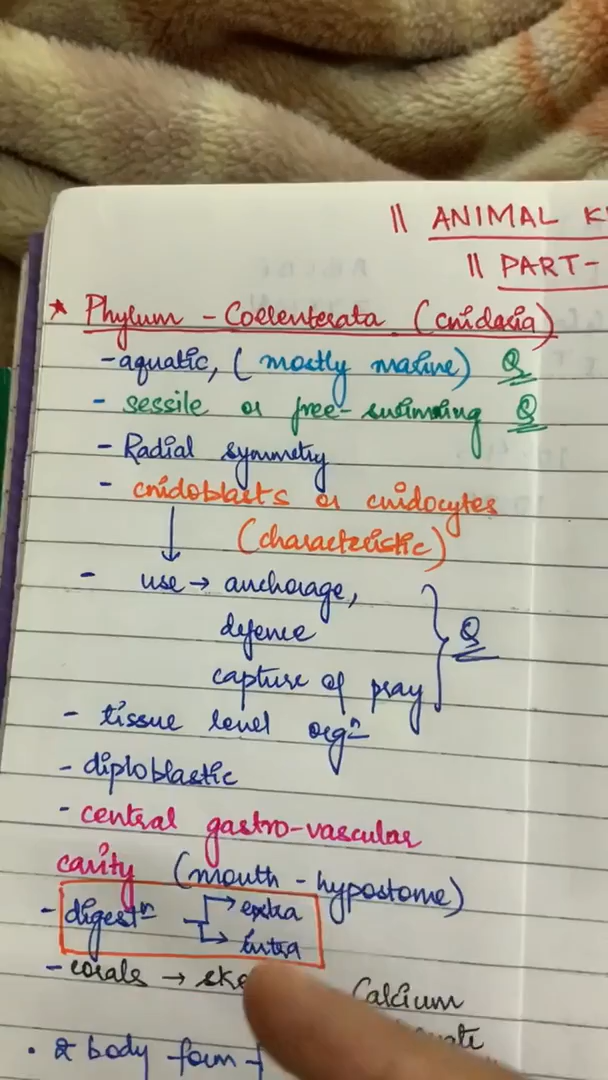 || ANIMAL K
|| PART-
* Phylum - Coelenterata (cnidaria)
- aquatic, (mostly marine) Q
- sessile or free-swimming Q
- Radial symmetry
- cnidoblasts or cnidocytes
(characteristic)
- use → anchorage,
defence
capture of pray
Q
- tissue level orgn
- diploblastic
- central gastro-vascular
cavity (mouth - hypostome)
- digestn → extra
→ intra
- corals → ske Calcium
- 2 body form -